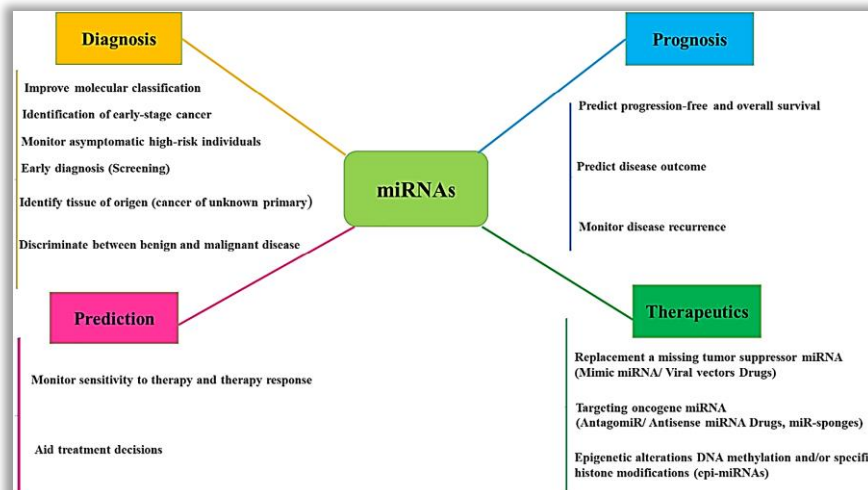 Diagnosis
Improve molecular classification
Identification of early-stage cancer
Monitor asymptomatic high-risk individuals
Early diagnosis (Screening)
Identify tissue of origin (cancer of unknown primary)
Discriminate between benign and malignant disease
Prognosis
Predict progression-free and overall survival
Predict disease outcome
Monitor disease recurrence
miRNAs
Prediction
Monitor sensitivity to therapy and therapy response
Aid treatment decisions
Therapeutics
Replacement a missing tumor suppressor miRNA
(Mimic miRNA/ Viral vectors Drugs)
Targeting oncogene miRNA
(AntagomiR/ Antisense miRNA Drugs, miR-sponges)
Epigenetic alterations DNA methylation and/or specifi
histone modifications (epi-miRNAs)